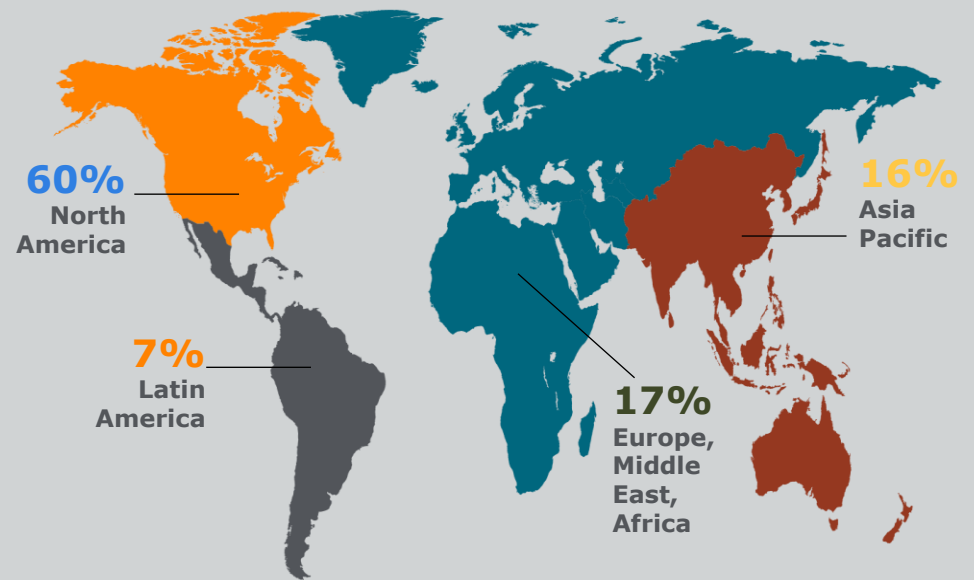 60%
North
America
16%
Asia
Pacific
7%
Latin
America
17%
Europe,
Middle
East,
Africa